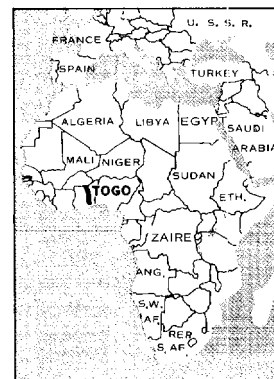 U. S. S. R.
FRANCE
SPAIN
TURKEY
ALGERIA
LIBYA
EGYPT
SAUDI
ARABIA
MALI
NIGER
SUDAN
TOGO
ETH.
ZAIRE
ANG.
S.W.
AF.
REP.
S. AF.